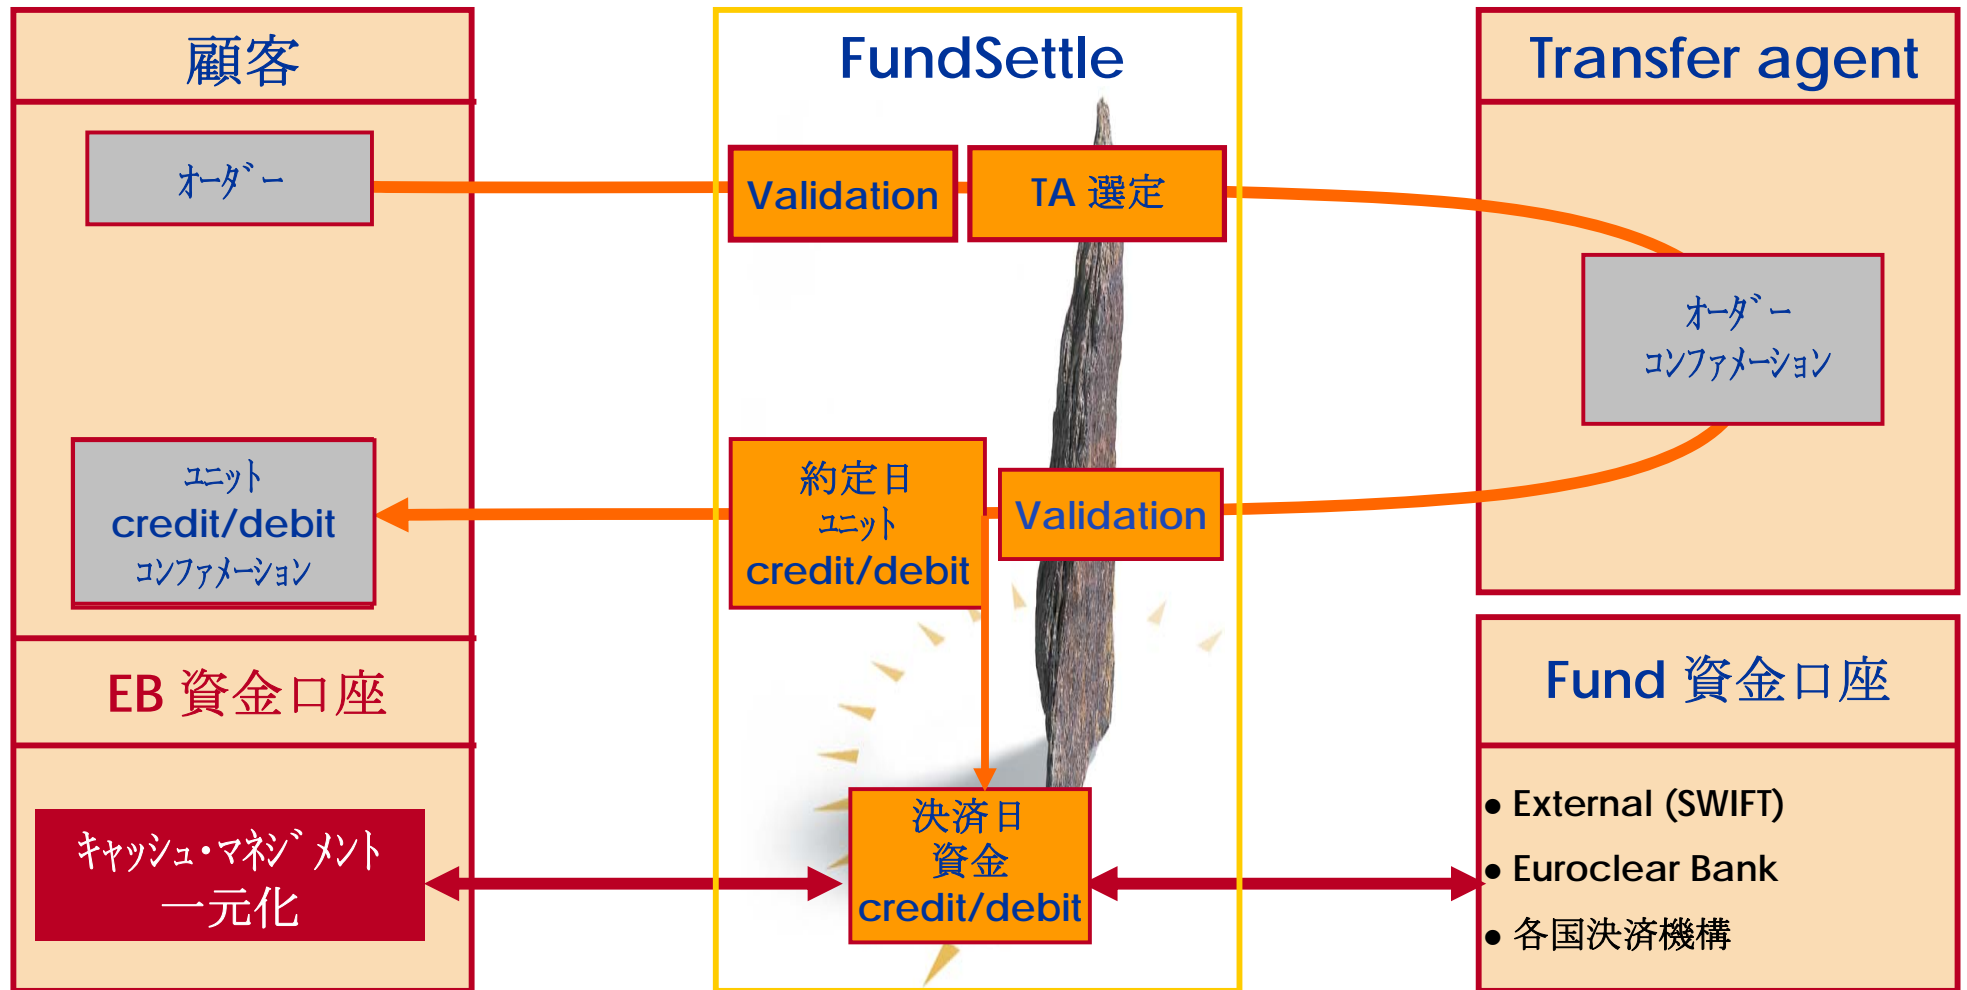 顧客
FundSettle
Transfer agent
ｵｰﾀﾞｰ
Validation
TA 選定
ｵｰﾀﾞｰ
ｺﾝﾌｧﾒｰｼｮﾝ
ﾕﾆｯﾄ
credit/debit
ｺﾝﾌｧﾒｰｼｮﾝ
約定日
ﾕﾆｯﾄ
credit/debit
Validation
EB 資金口座
Fund 資金口座
ｷｬｯｼｭ・ﾏﾈｼﾞﾒﾝﾄ
一元化
決済日
資金
credit/debit
● External (SWIFT)
● Euroclear Bank
● 各国決済機構